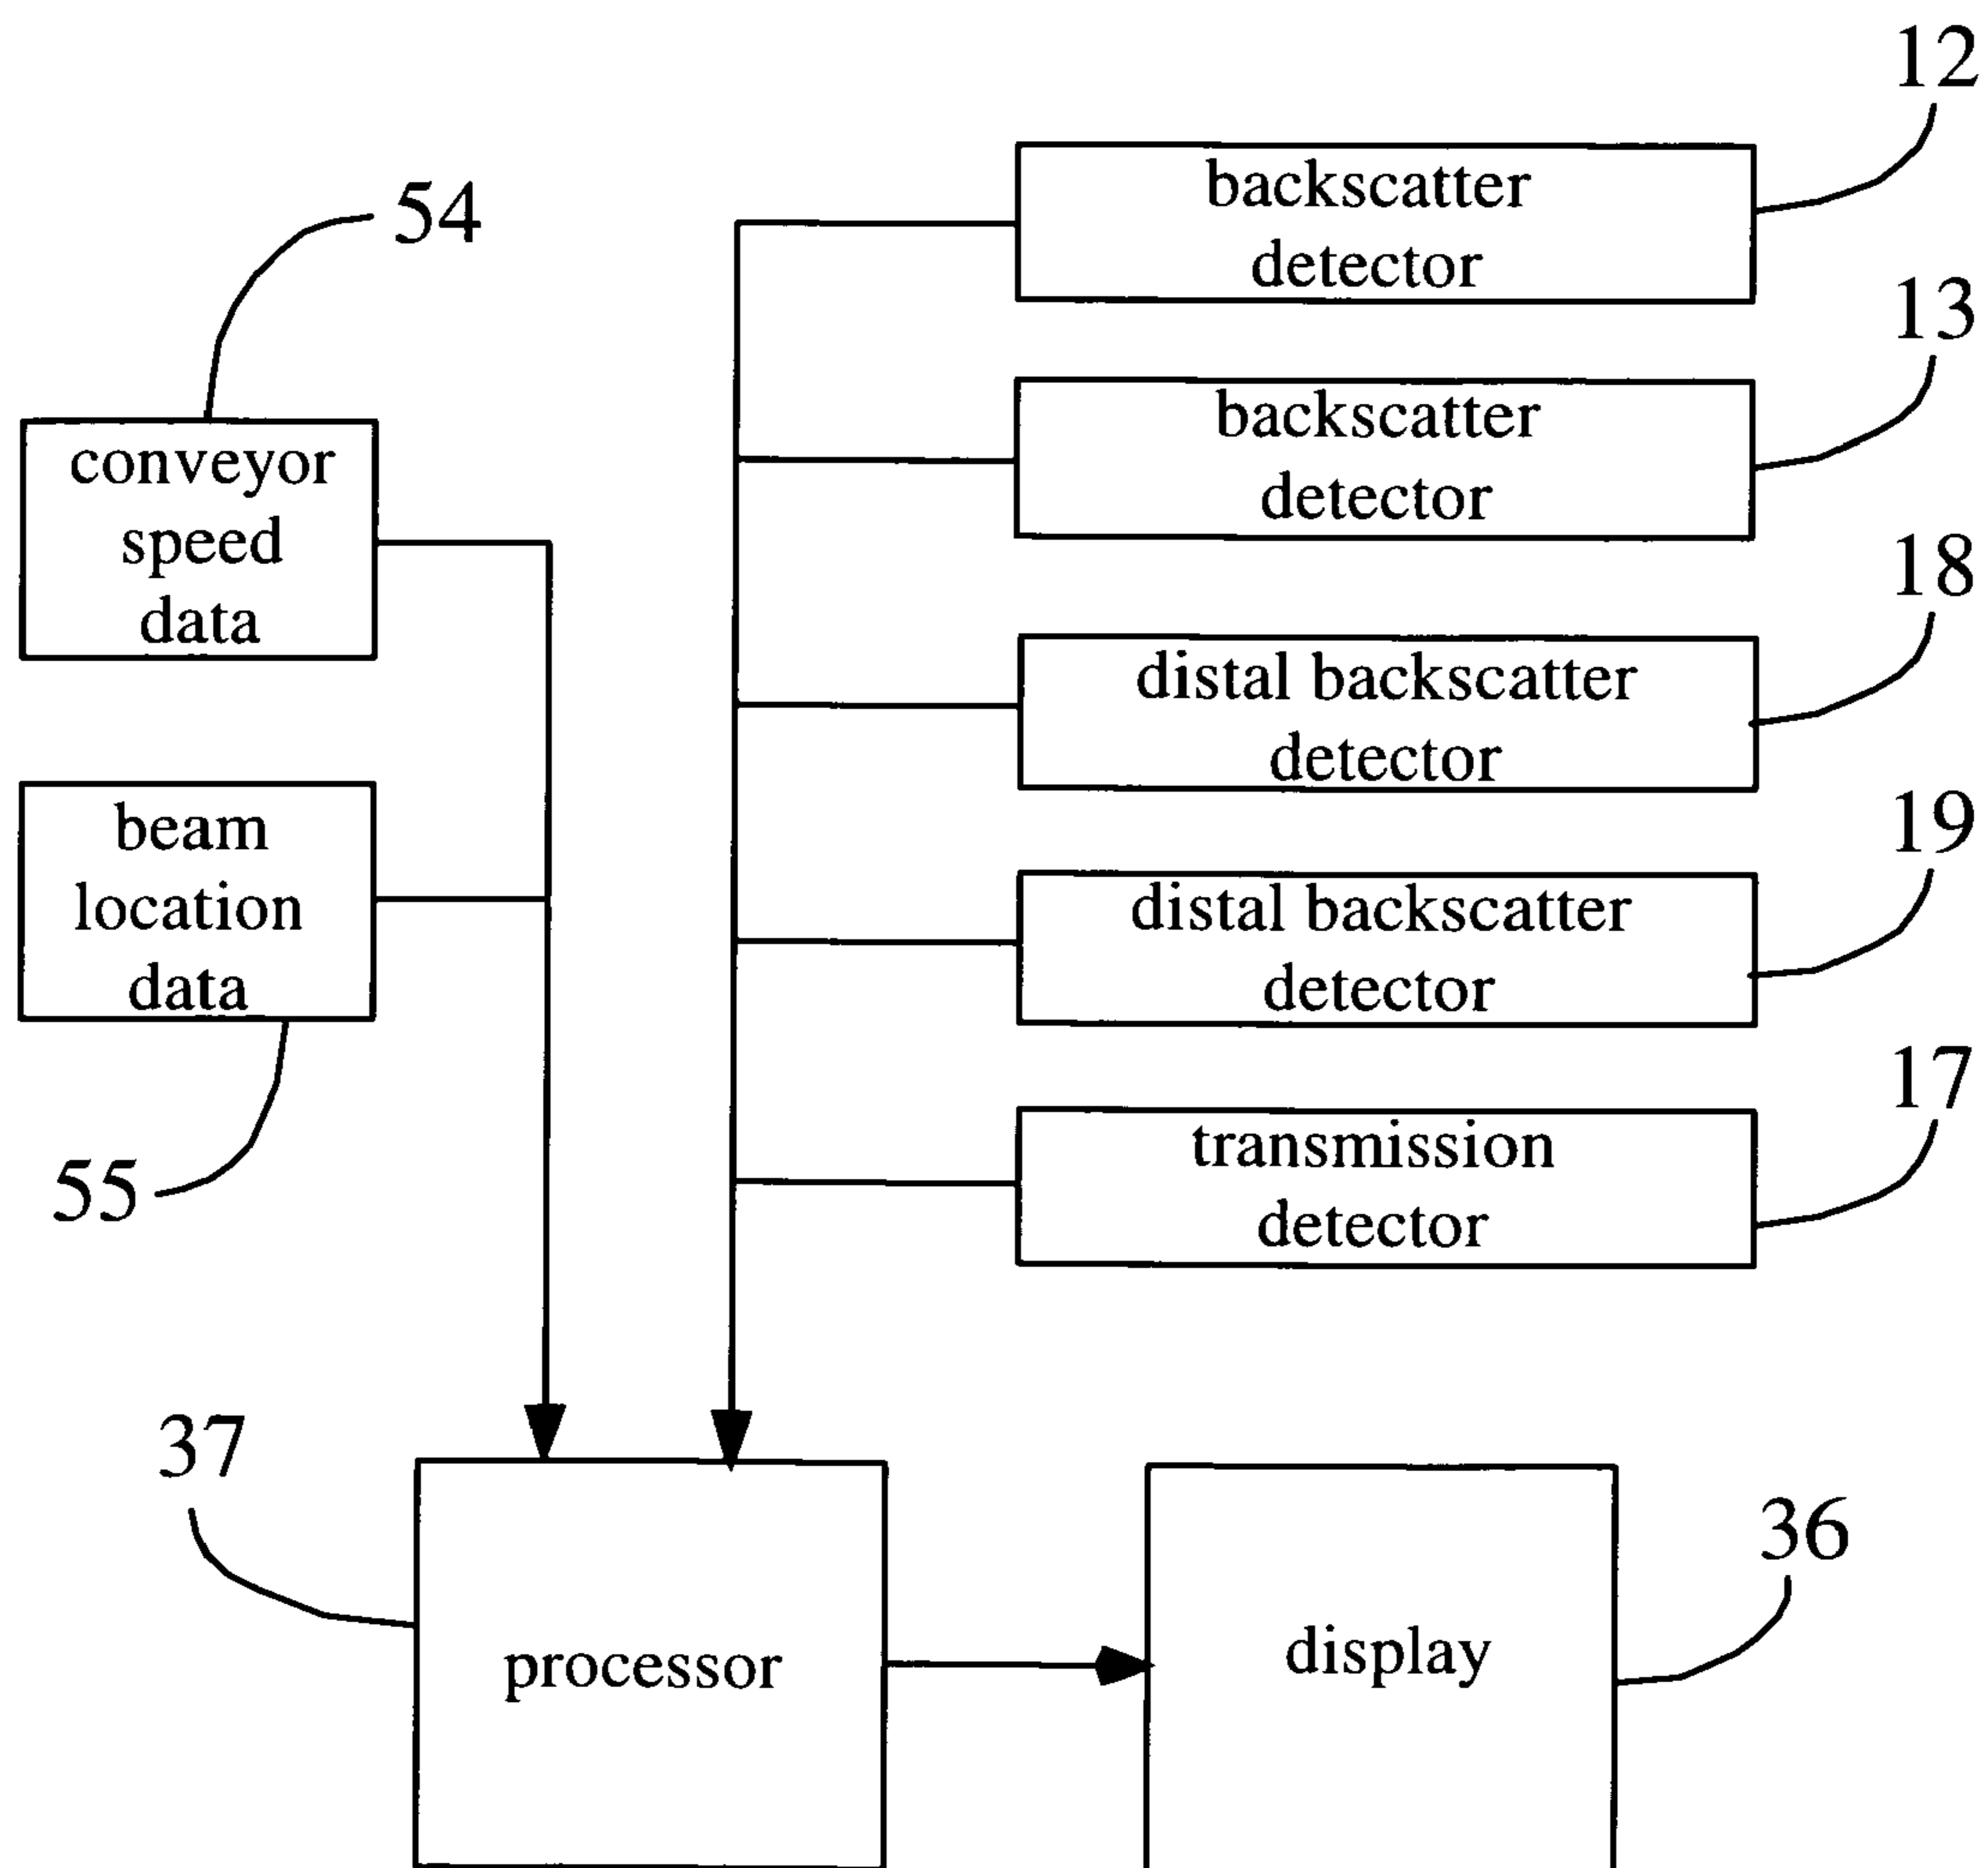 12
backscatter
detector
13
54
backscatter
detector
conveyor
speed
data
18
distal backscatter
detector
19
beam
location
data
distal backscatter
detector
17
transmission
detector
55
37
processor
36
display